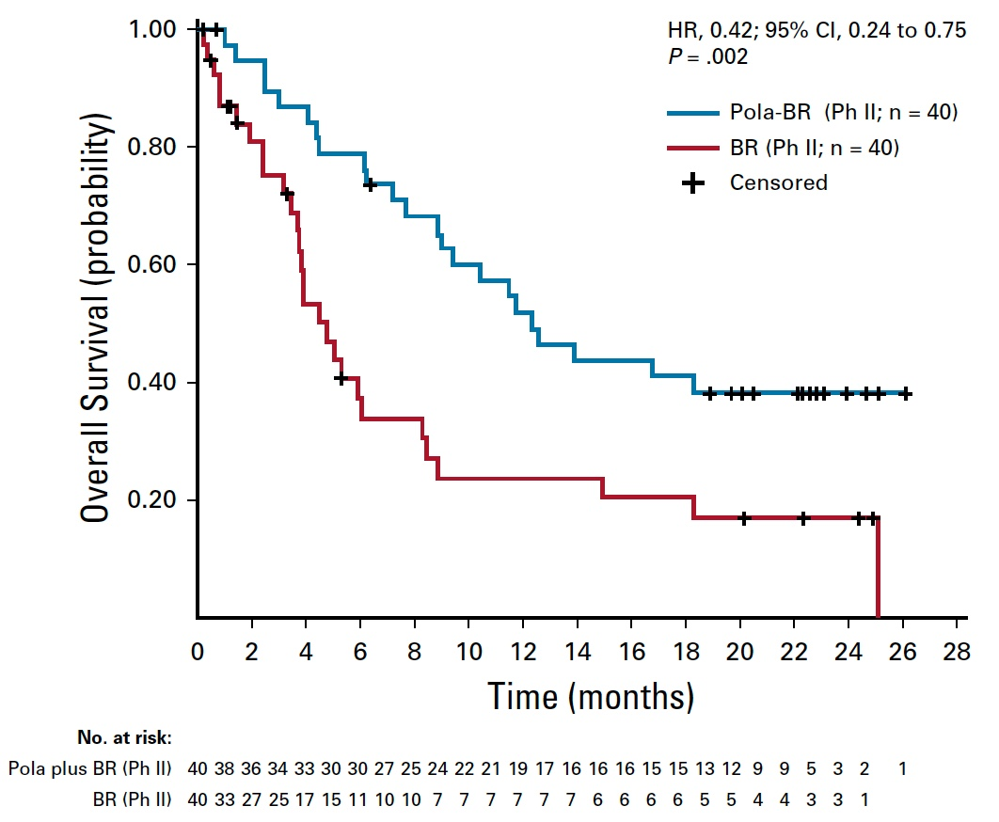 1.00
0.80
0.60
0.40
0.20
Overall Survival (probability)
HR, 0.42; 95% CI, 0.24 to 0.75
P = .002
Pola-BR (Ph II; n = 40)
BR (Ph II; n = 40)
Censored
0 2 4 6 8 10 12 14 16 18 20 22 24 26 28
Time (months)
No. at risk:
Pola plus BR (Ph II) 40 38 36 34 33 30 30 27 25 24 22 21 19 17 16 16 16 15 15 13 12 9 9 5 3 2 1
BR (Ph II) 40 33 27 25 17 15 11 10 10 7 7 7 7 7 7 6 6 6 6 5 5 4 4 3 3 1